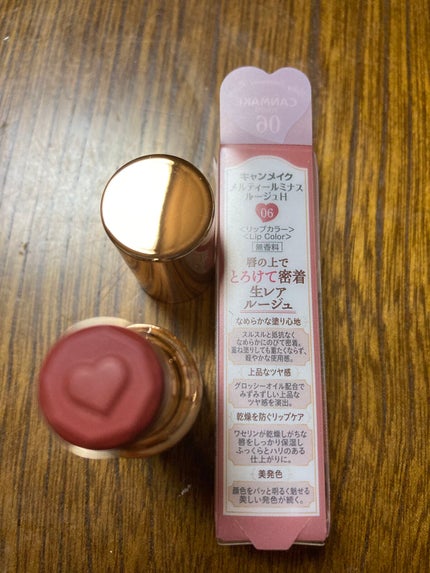 CANMAKE
06
キャンメイク
メルティールミナス
ルージュH
06
<リップカラー>
<Lip Color>
無香料
唇の上で
とろけて密着
生レア
ルージュ
なめらかな塗り心地
スルスルと抵抗なく
なめらかにのびて密着。
重ね塗りしても重たくならず、
軽やかな使用感。
上品なツヤ感
グロッシーオイル配合で
みずみずしい上品な
ツヤ感を演出。
乾燥を防ぐリップケア
ワセリンが乾燥しがちな
唇をしっかり保湿し
ふっくらとハリのある
仕上がりに。
美発色
顔色をパッと明るく魅せる
美しい発色が続く。